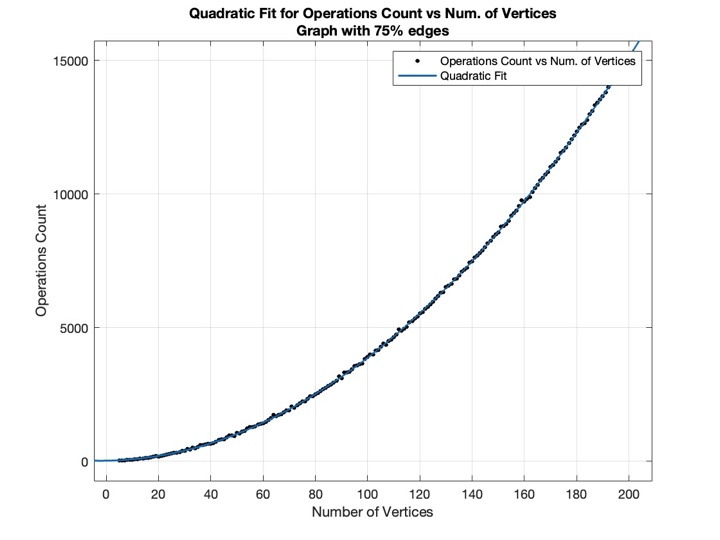 Quadratic Fit for Operations Count vs Num. of Vertices
Graph with 75% edges
Operations Count vs Num. of Vertices
Quadratic Fit
15000
10000
5000
0
Operations Count
0 20 40 60 80 100 120 140 160 180 200
Number of Vertices